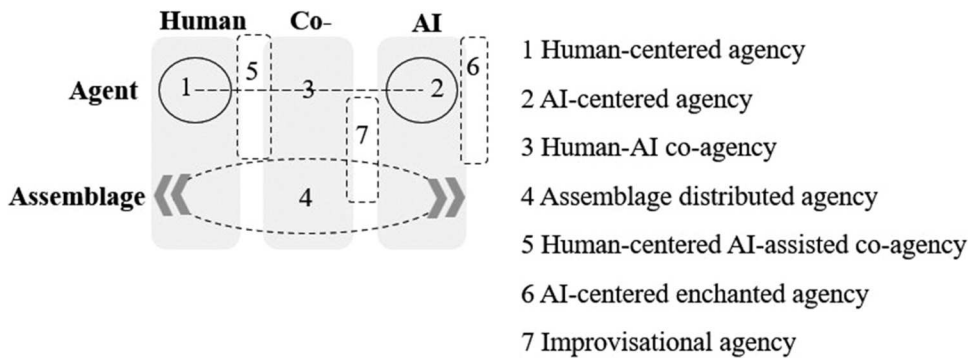 Human Co- AI
Agent 1 5 3 2 6
7
Assemblage 4
1 Human-centered agency
2 AI-centered agency
3 Human-AI co-agency
4 Assemblage distributed agency
5 Human-centered AI-assisted co-agency
6 AI-centered enchanted agency
7 Improvisational agency